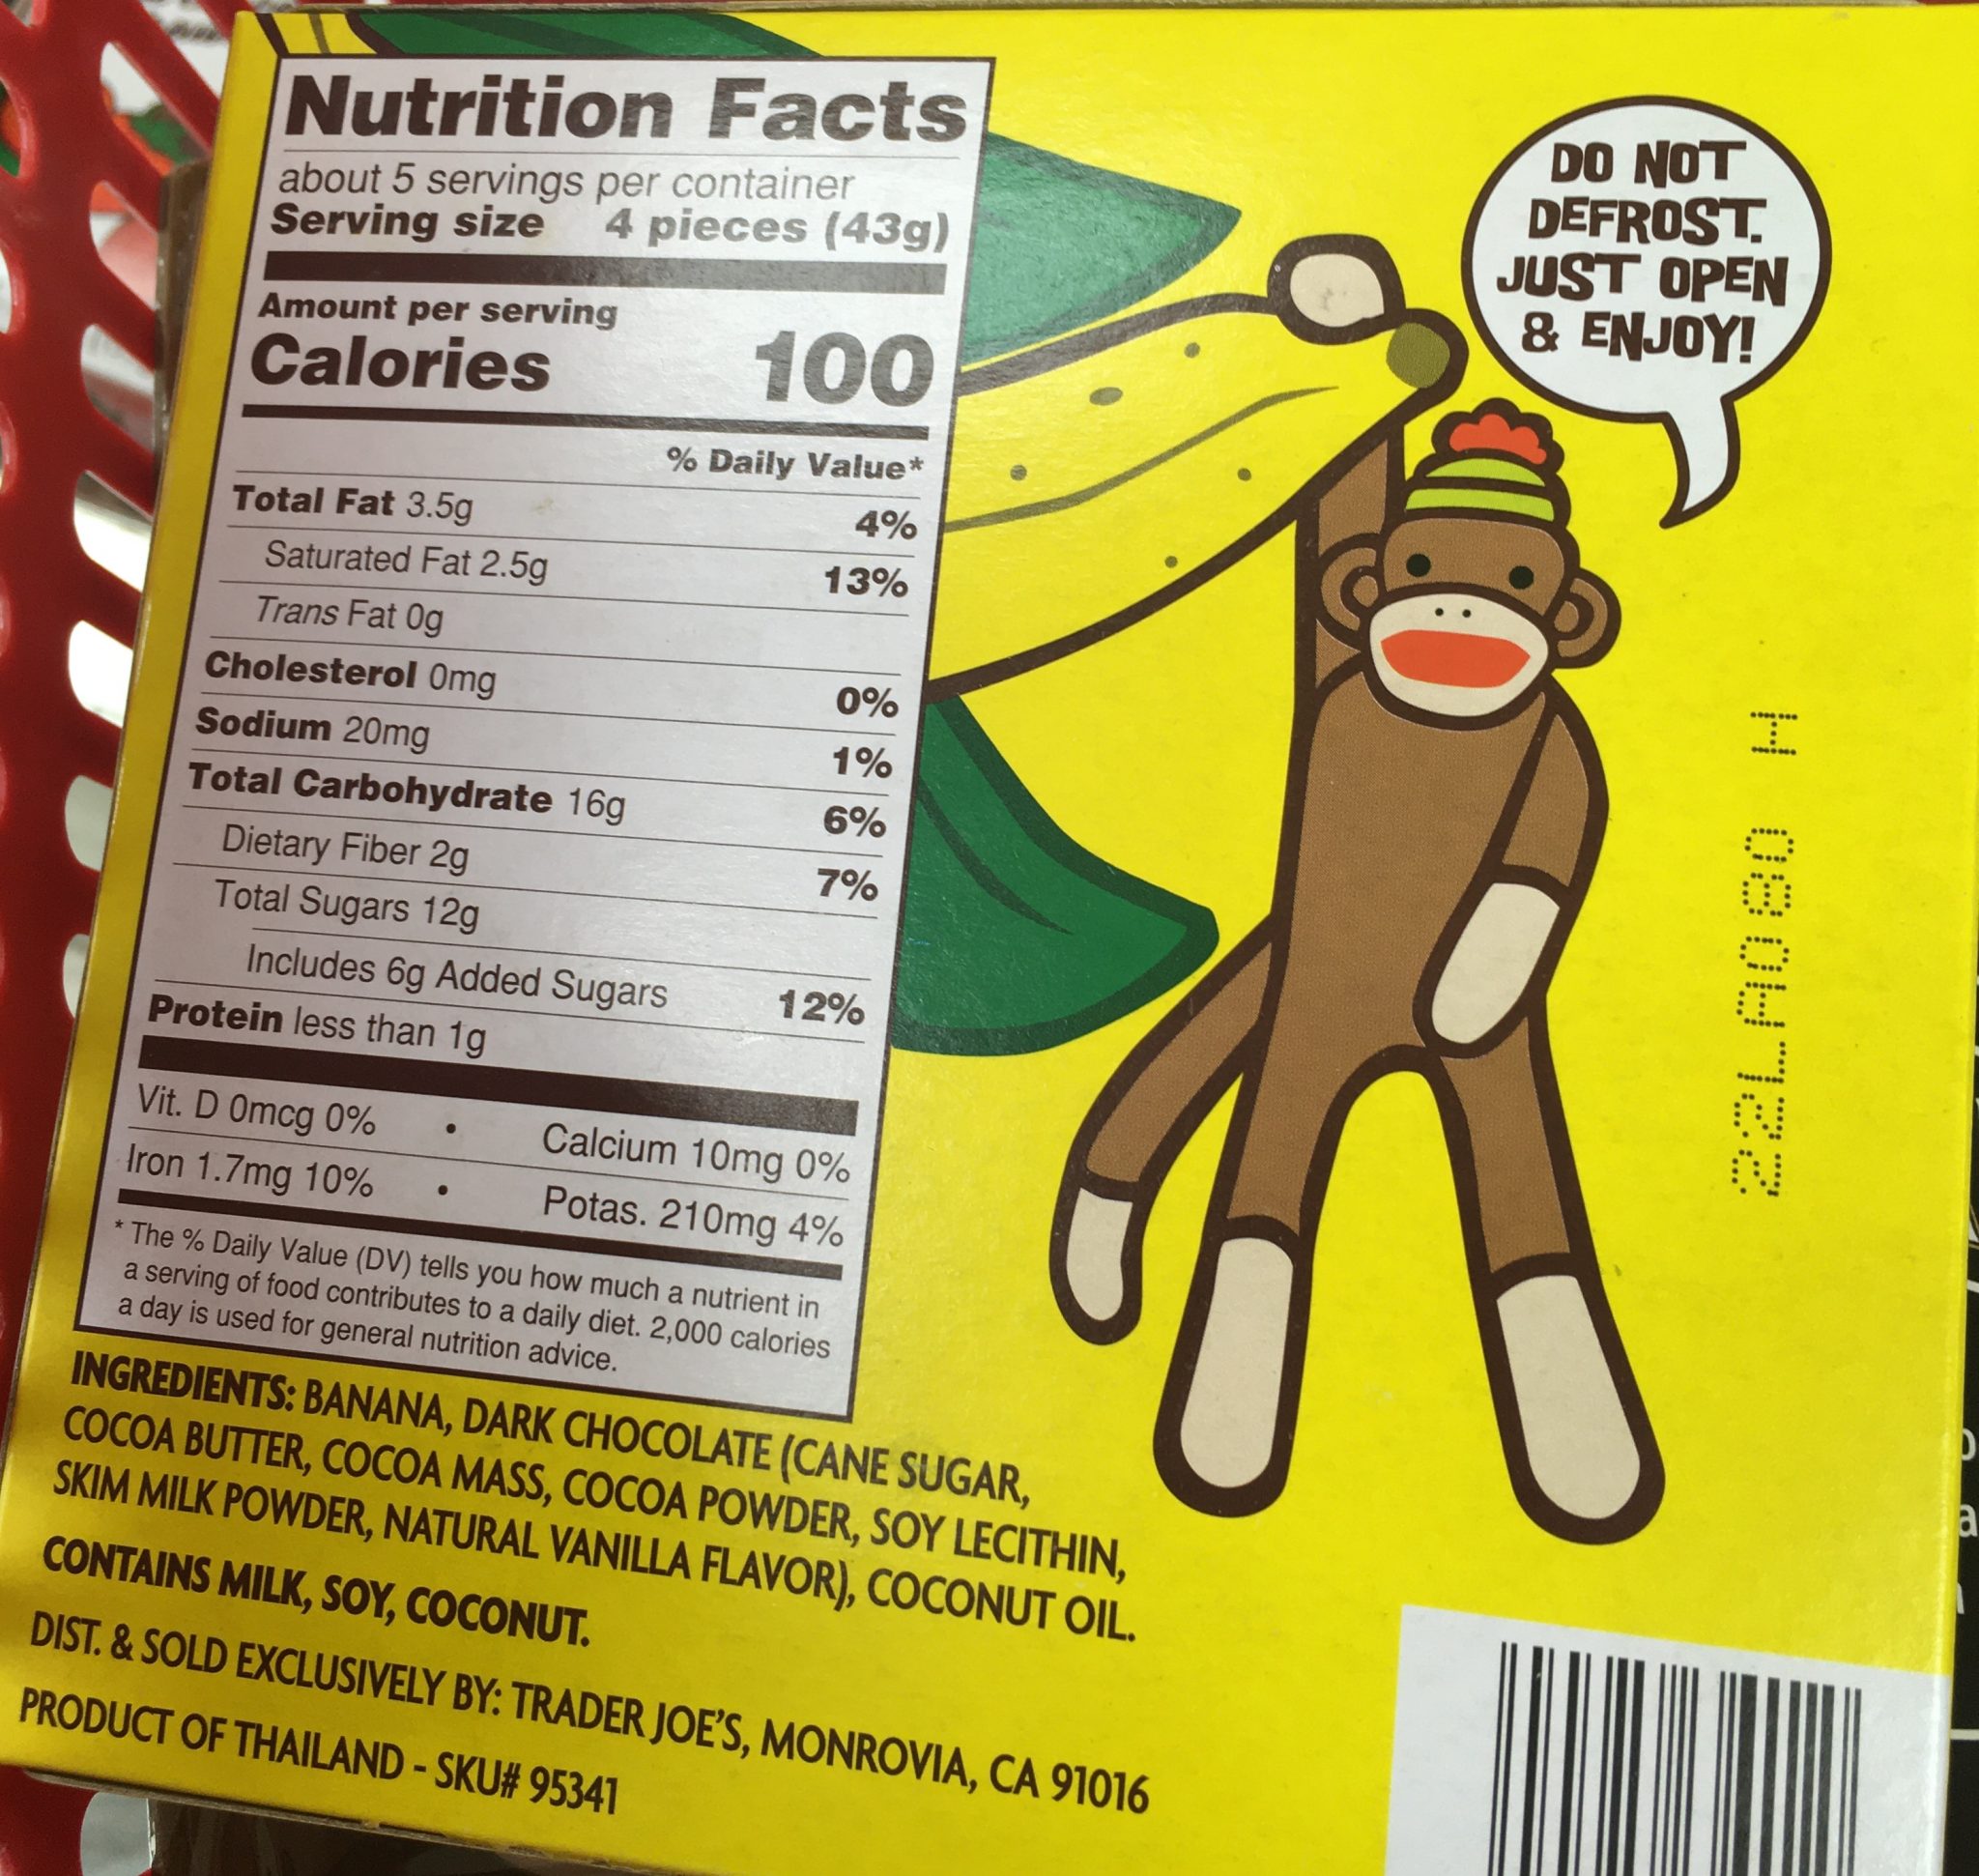 Nutrition Facts
about 5 servings per container
Serving size 4 pieces (43g)
Amount per serving
Calories 100
% Daily Value*
Total Fat 3.5g 4%
Saturated Fat 2.5g 13%
Trans Fat 0g
Cholesterol 0mg 0%
Sodium 20mg 1%
Total Carbohydrate 16g 6%
Dietary Fiber 2g 7%
Total Sugars 12g
Includes 6g Added Sugars 12%
Protein less than 1g
Vit. D 0mcg 0% • Calcium 10mg 0%
Iron 1.7mg 10% • Potas. 210mg 4%
* The % Daily Value (DV) tells you how much a nutrient in
a serving of food contributes to a daily diet. 2,000 calories
a day is used for general nutrition advice.
INGREDIENTS: BANANA, DARK CHOCOLATE (CANE SUGAR,
COCOA BUTTER, COCOA MASS, COCOA POWDER, SOY LECITHIN,
SKIM MILK POWDER, NATURAL VANILLA FLAVOR), COCONUT OIL.
CONTAINS MILK, SOY, COCONUT.
DIST. & SOLD EXCLUSIVELY BY: TRADER JOE'S, MONROVIA, CA 91016
PRODUCT OF THAILAND - SKU# 95341
DO NOT
DEFROST.
JUST OPEN
& ENJOY!
22LA080 H